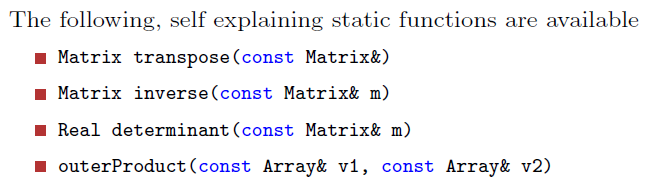 The following, self explaining static functions are available
Matrix transpose(const Matrix&)
Matrix inverse(const Matrix& m)
Real determinant(const Matrix& m)
outerProduct(const Array& v1, const Array& v2)